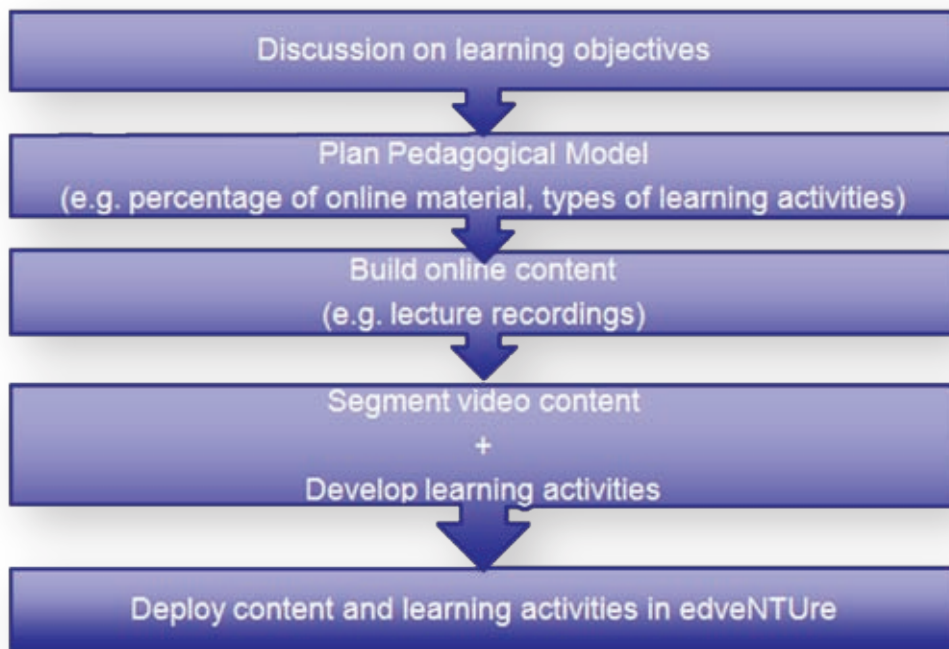 Discussion on learning objectives
Plan Pedagogical Model
(e.g. percentage of online material, types of learning activities)
Build online content
(e.g. lecture recordings)
Segment video content
+
Develop learning activities
Deploy content and learning activities in edveNTUre